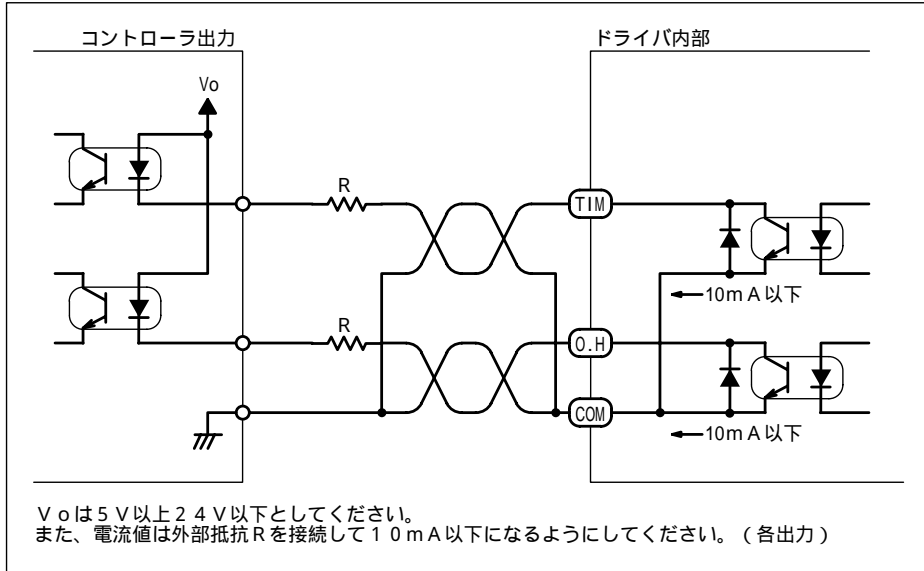 コントローラ出力
ドライバ内部
Vo
R
TIM
10mA以下
R
O.H
COM
10mA以下
Voは5V以上24V以下としてください。
また、電流値は外部抵抗Rを接続して10mA以下になるようにしてください。(各出力)